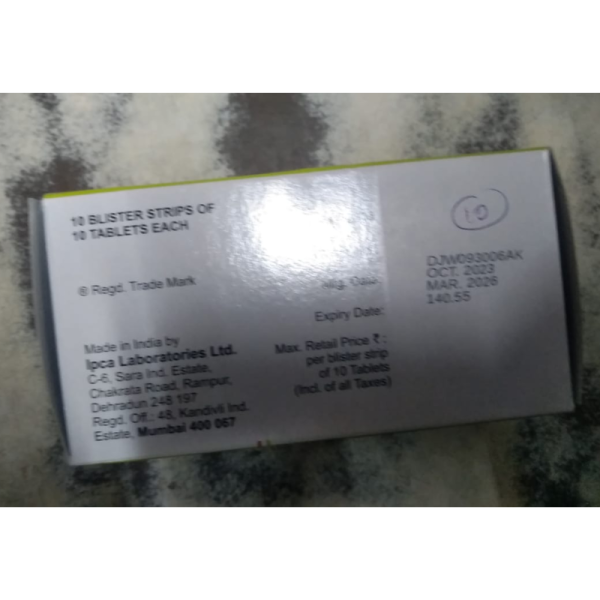 10 BLISTER STRIPS OF
10 TABLETS EACH
® Regd. Trade Mark
Made in India by
Ipca Laboratories Ltd.
C-6, Sara Ind. Estate,
Chakrata Road, Rampur,
Dehradun 248 197
Regd. Off.: 48, Kandivli Ind.
Estate, Mumbai 400 067
Expiry Date:
Max. Retail Price ₹ :
per blister strip
of 10 Tablets
(Incl. of all Taxes)
10
DJW093006AK
OCT. 2023
MAR. 2026
140.55